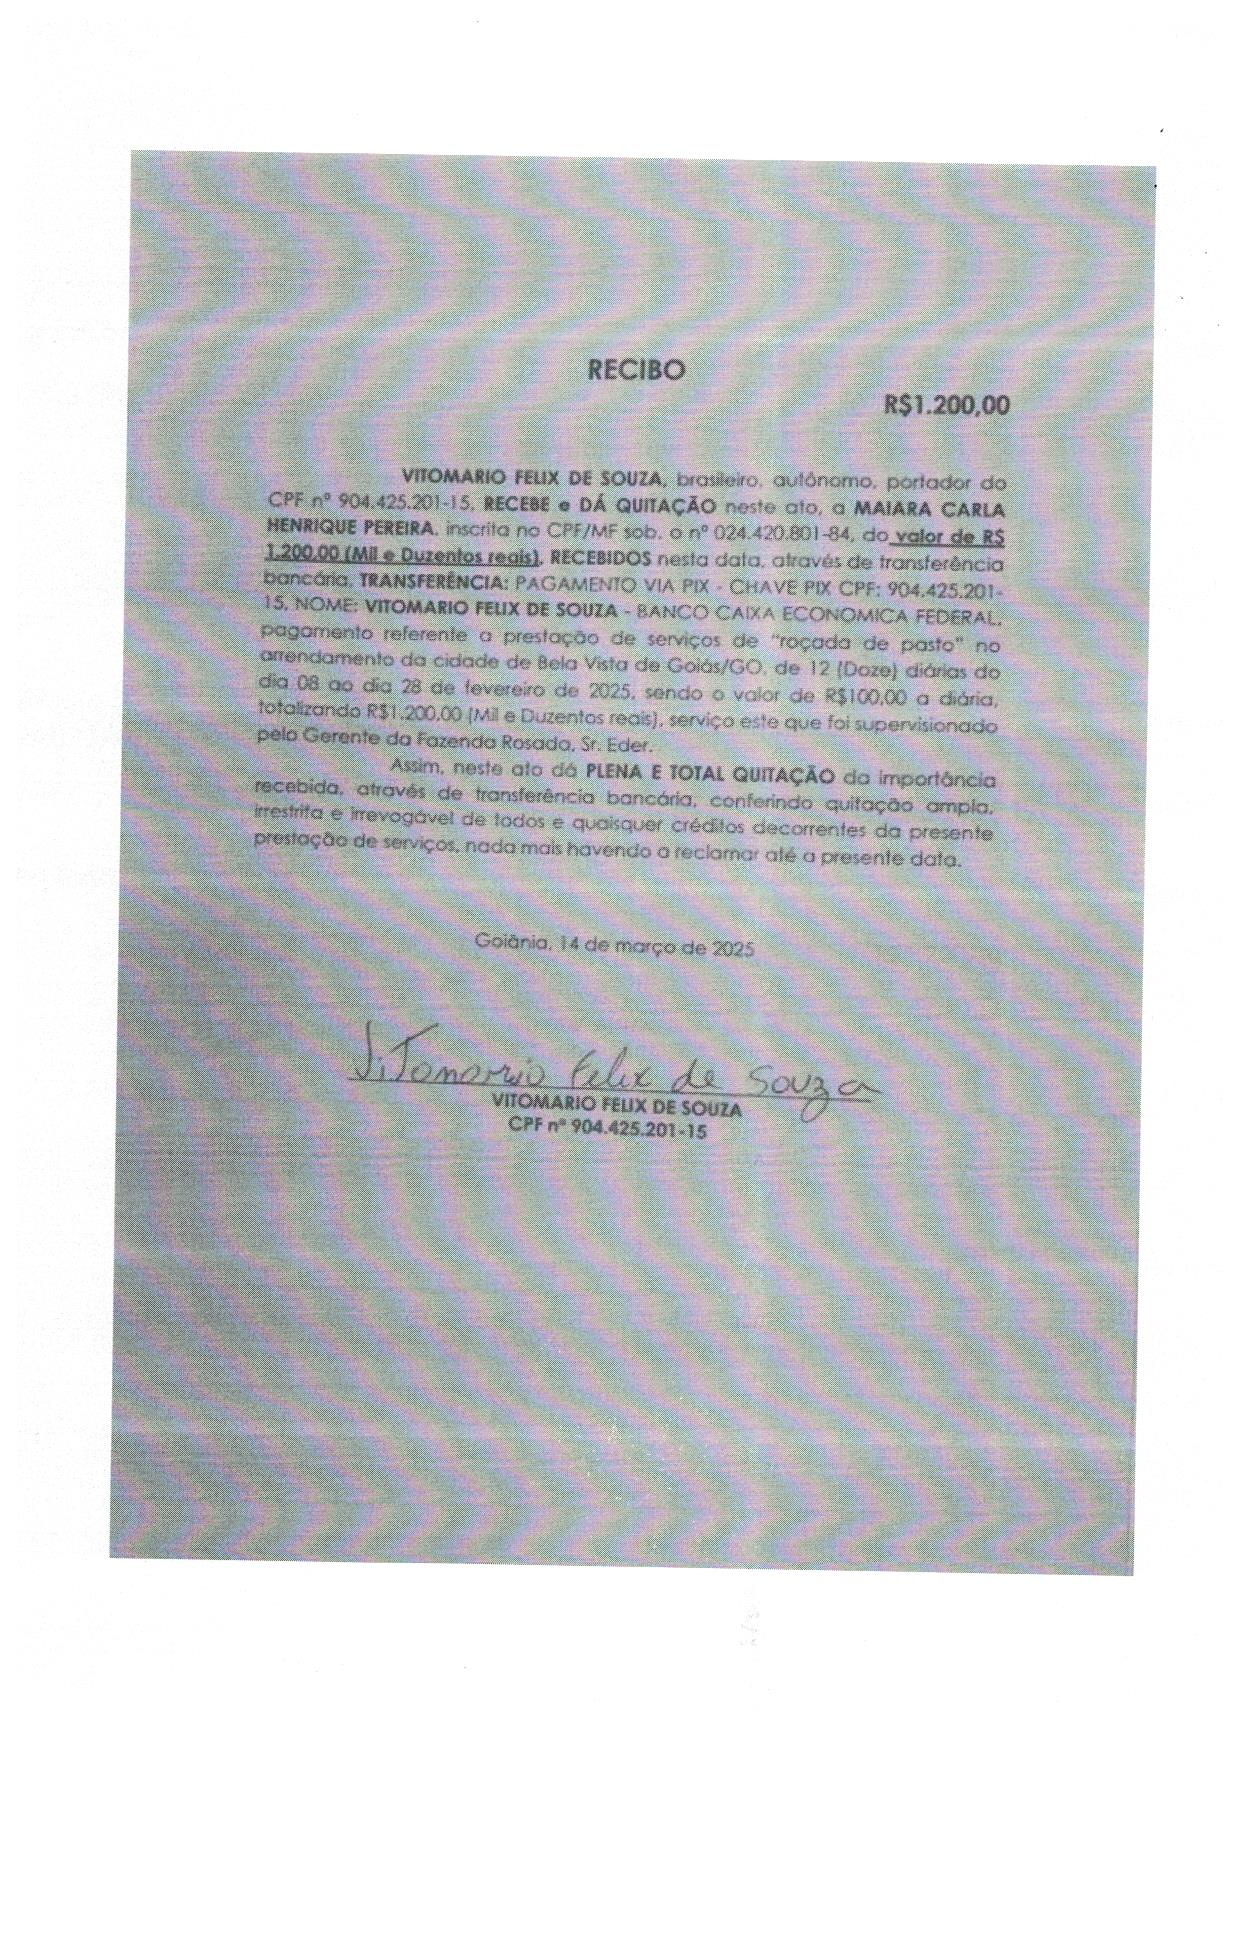 RECIBO
R$1.200,00
VITOMARIO FELIX DE SOUZA, brasileiro, autônomo, portador do
CPF nº 904.425.201-15, RECEBE e DÁ QUITAÇÃO neste ato, a MAIARA CARLA
HENRIQUE PEREIRA, inscrita no CPF/MF sob. o nº 024.420.801-84, do valor de R$
1.200,00 (Mil e Duzentos reais), RECEBIDOS nesta data, através de transferência
bancária, TRANSFERÊNCIA: PAGAMENTO VIA PIX - CHAVE PIX CPF: 904.425.201-
15, NOME: VITOMARIO FELIX DE SOUZA - BANCO CAIXA ECONOMICA FEDERAL,
pagamento referente a prestação de serviços de "roçada de pasto" no
arrendamento da cidade de Bela Vista de Goiás/GO, de 12 (Doze) diárias do
dia 08 ao dia 28 de fevereiro de 2025, sendo o valor de R$100,00 a diária,
totalizando R$1.200,00 (Mil e Duzentos reais), serviço este que foi supervisionado
pelo Gerente da Fazenda Rosada, Sr. Eder.
Assim, neste ato dá PLENA E TOTAL QUITAÇÃO da importância
recebida, através de transferência bancária, conferindo quitação ampla,
irrestrita e irrevogável de todos e quaisquer créditos decorrentes da presente
prestação de serviços, nada mais havendo a reclamar até a presente data.
Goiânia, 14 de março de 2025
ViTomario Felix de Souza
VITOMARIO FELIX DE SOUZA
CPF nº 904.425.201-15